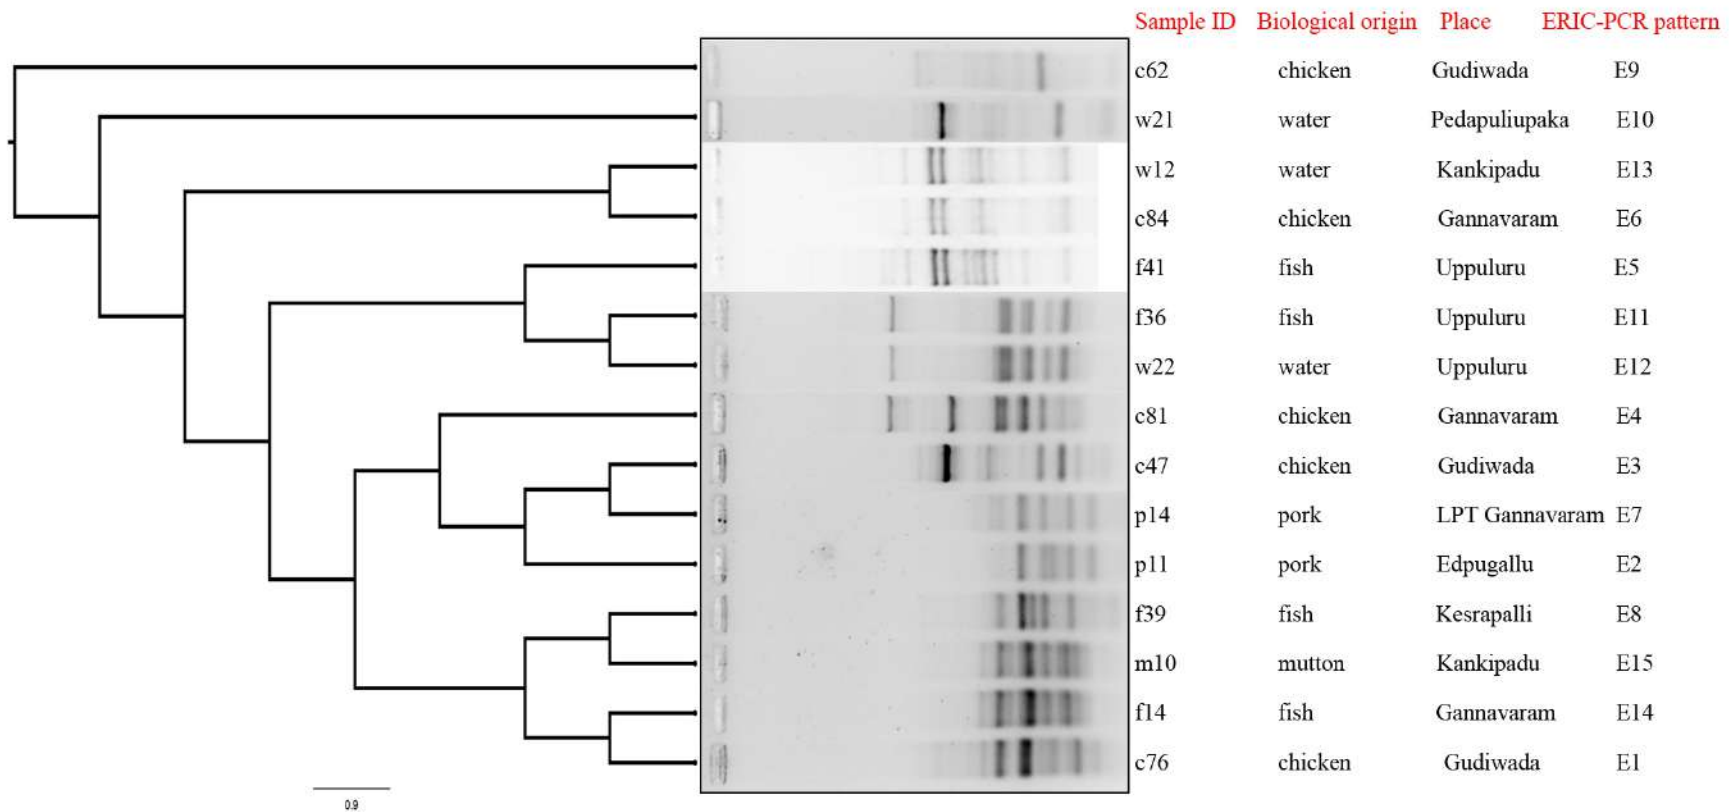 Sample ID Biological origin Place ERIC-PCR pattern
c62 chicken Gudiwada E9
w21 water Pedapuliupaka E10
w12 water Kankipadu E13
c84 chicken Gannavaram E6
f41 fish Uppuluru E5
f36 fish Uppuluru E11
w22 water Uppuluru E12
c81 chicken Gannavaram E4
c47 chicken Gudiwada E3
p14 pork LPT Gannavaram E7
p11 pork Edpugallu E2
f39 fish Kesrapalli E8
m10 mutton Kankipadu E15
f14 fish Gannavaram E14
c76 chicken Gudiwada E1
0.9